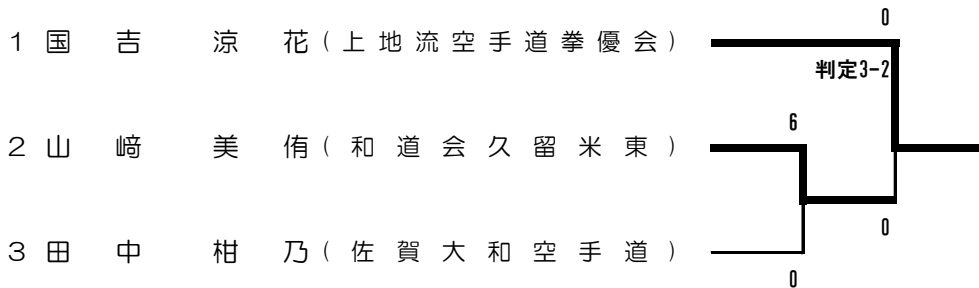 0
1 国吉涼花(上地流空手道拳優会)
判定3-2
6
2 山﨑美侑(和道会久留米東)
0
3 田中柑乃(佐賀大和空手道)
0